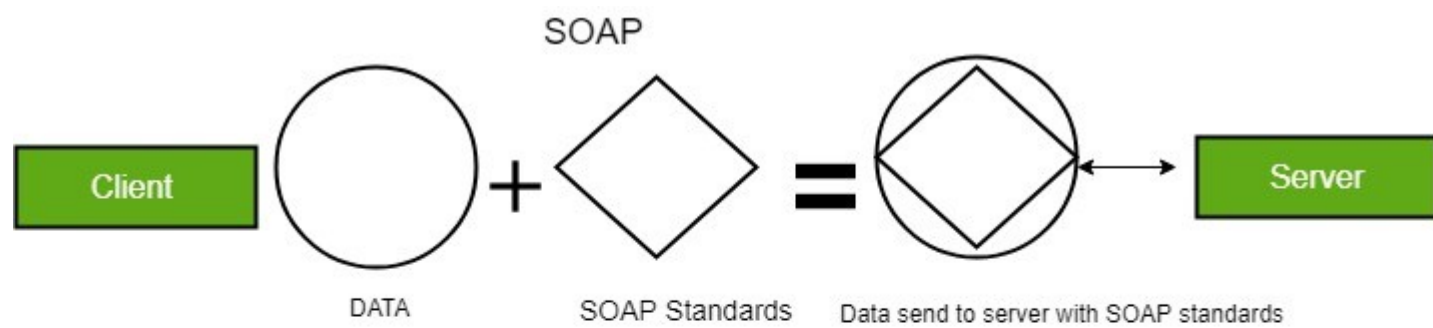 SOAP
Client
Server
DATA
SOAP Standards
Data send to server with SOAP standards